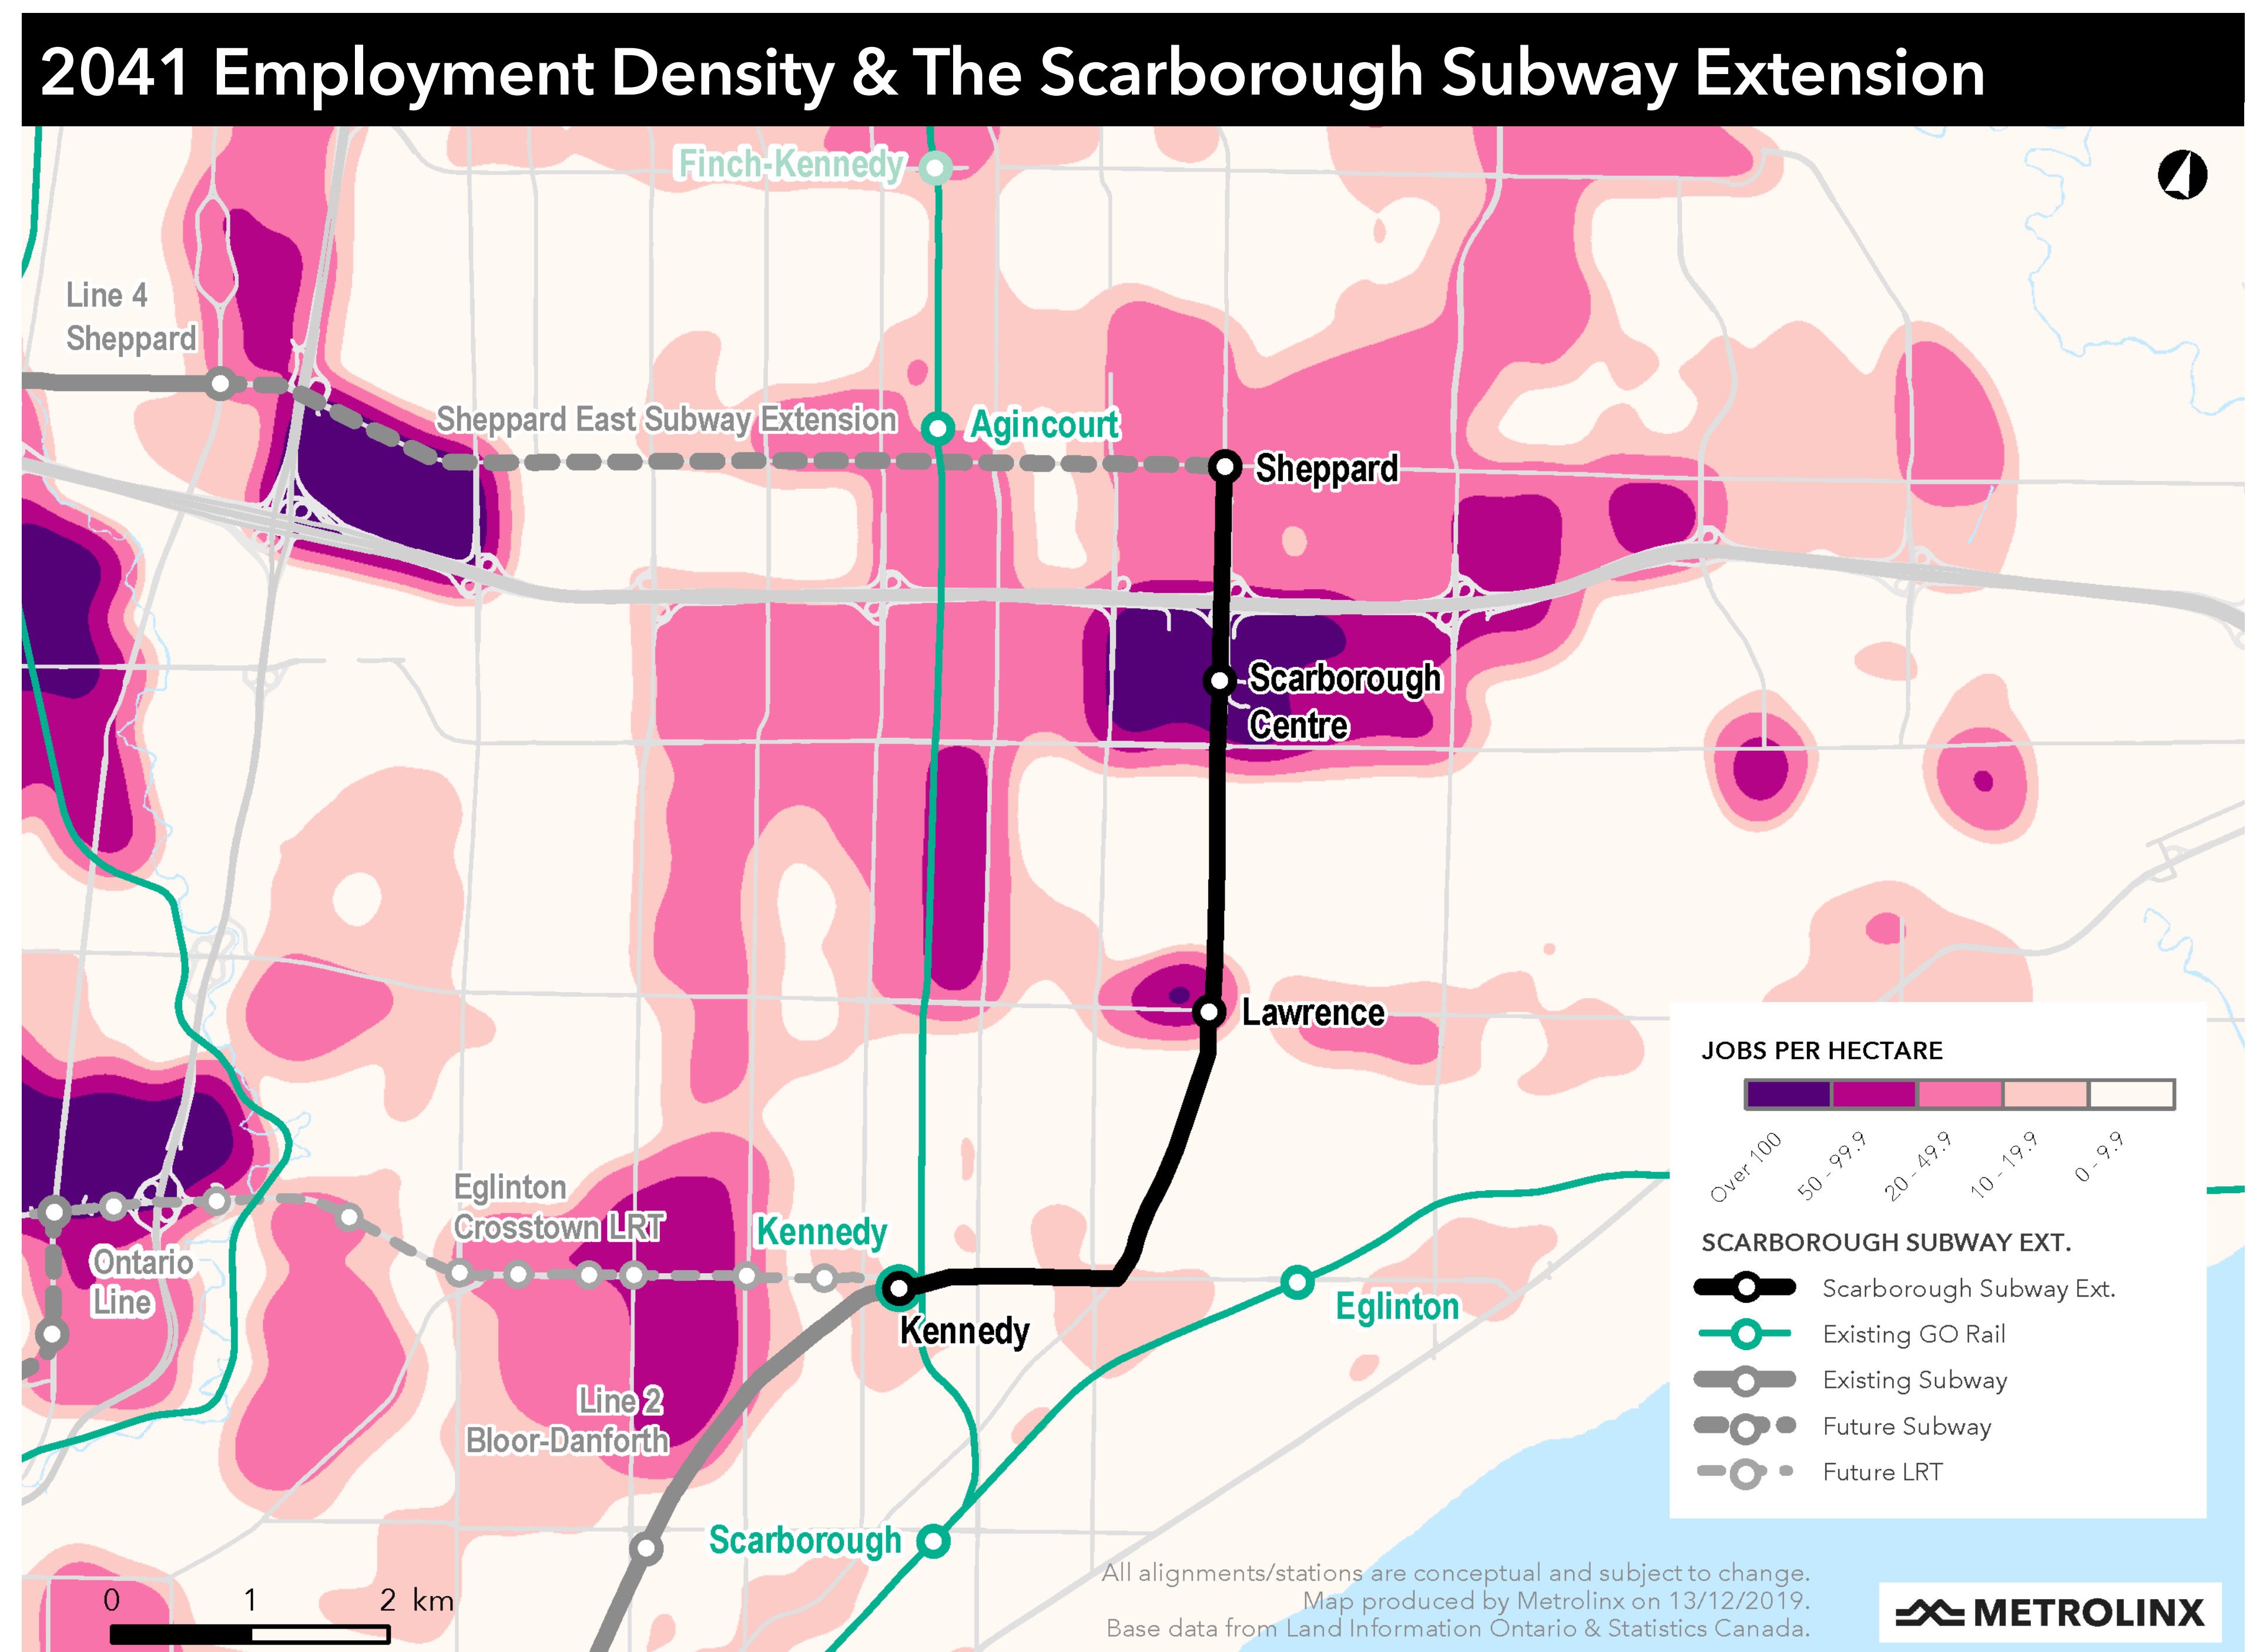 2041 Employment Density & The Scarborough Subway Extension
Finch-Kennedy
Line 4
Sheppard
Sheppard East Subway Extension
Agincourt
Sheppard
Scarborough
Centre
Lawrence
Eglinton
Crosstown LRT
Kennedy
Ontario
Line
Kennedy
Eglinton
Line 2
Bloor-Danforth
Scarborough
JOBS PER HECTARE
Over 100
50 - 99.9
20 - 49.9
10 - 19.9
0 - 9.9
SCARBOROUGH SUBWAY EXT.
Scarborough Subway Ext.
Existing GO Rail
Existing Subway
Future Subway
Future LRT
0 1 2 km
All alignments/stations are conceptual and subject to change.
Map produced by Metrolinx on 13/12/2019.
Base data from Land Information Ontario & Statistics Canada.
METROLINX